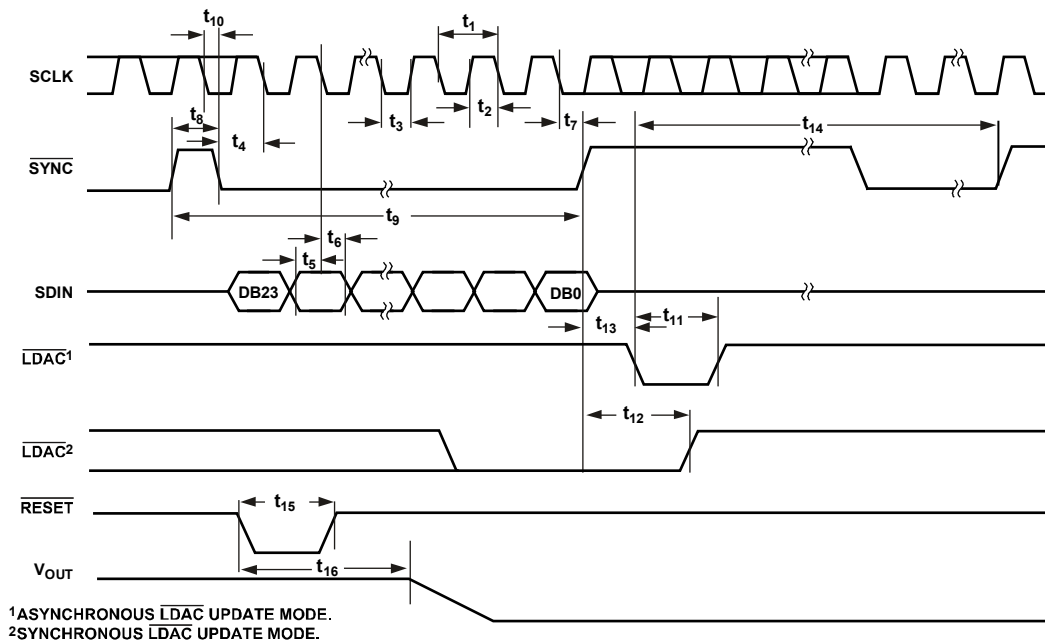 t10
t1
SCLK
t8
t4
t3
t2
t7
t14
SYNC
t9
t6
t5
SDIN
DB23
DB0
t13
t11
LDAC1
t12
LDAC2
RESET
t15
t16
VOUT
1ASYNCHRONOUS LDAC UPDATE MODE.
2SYNCHRONOUS LDAC UPDATE MODE.